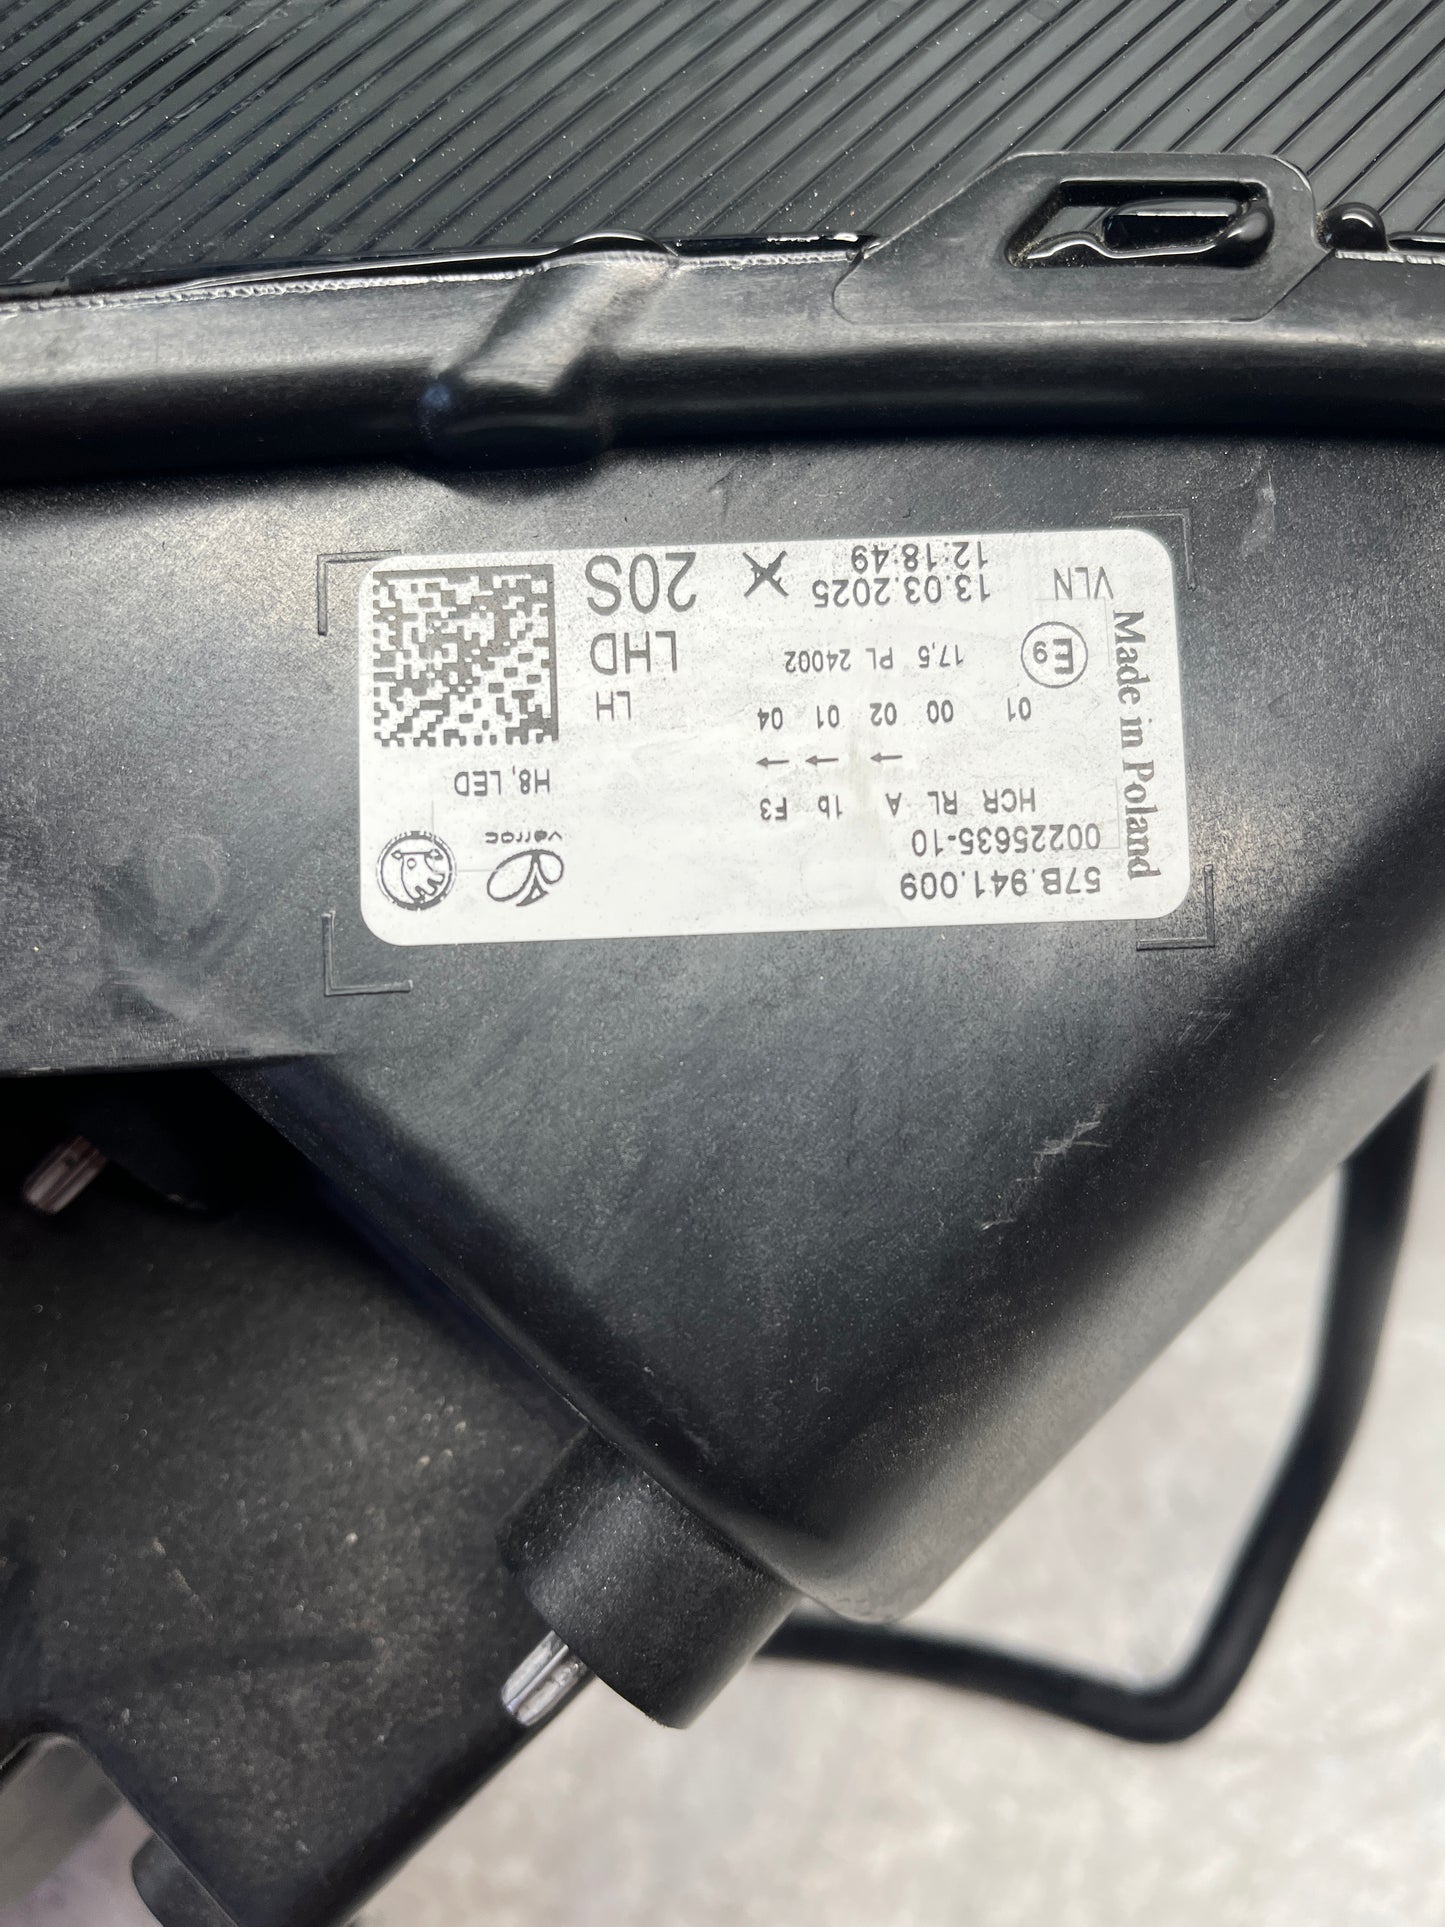 57B.941.009
00225635-10
HCR RL A 1b F3
← → →
01 00 02 01 04
E9 17,5 PL 24002
VLN 13.03.2025
12:18:49
Made in Poland
varroc
H8, LED
LH
LHD
20S